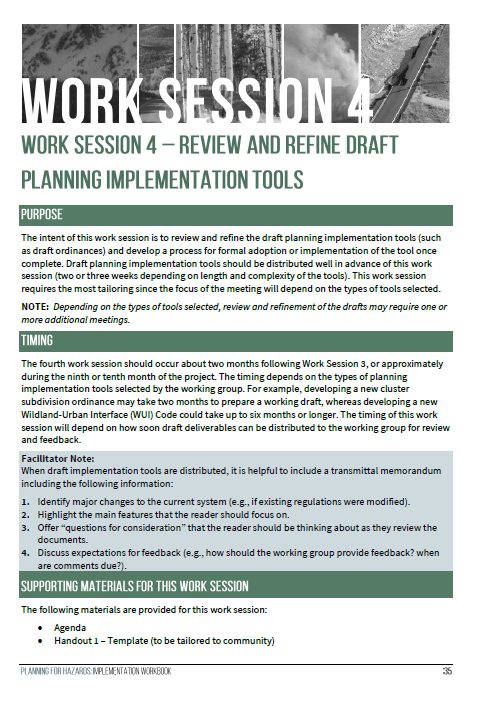 WORK SESSION 4
WORK SESSION 4 – REVIEW AND REFINE DRAFT
PLANNING IMPLEMENTATION TOOLS
PURPOSE
The intent of this work session is to review and refine the draft planning implementation tools (such
as draft ordinances) and develop a process for formal adoption or implementation of the tool once
complete. Draft planning implementation tools should be distributed well in advance of this work
session (two or three weeks depending on length and complexity of the tools). This work session
requires the most tailoring since the focus of the meeting will depend on the types of tools selected.
NOTE: Depending on the types of tools selected, review and refinement of the drafts may require one or
more additional meetings.
TIMING
The fourth work session should occur about two months following Work Session 3, or approximately
during the ninth or tenth month of the project. The timing depends on the types of planning
implementation tools selected by the working group. For example, developing a new cluster
subdivision ordinance may take two months to prepare a working draft, whereas developing a new
Wildland-Urban Interface (WUI) Code could take up to six months or longer. The timing of this work
session will depend on how soon draft deliverables can be distributed to the working group for review
and feedback.
Facilitator Note:
When draft implementation tools are distributed, it is helpful to include a transmittal memorandum
including the following information:
1. Identify major changes to the current system (e.g., if existing regulations were modified).
2. Highlight the main features that the reader should focus on.
3. Offer “questions for consideration” that the reader should be thinking about as they review the
documents.
4. Discuss expectations for feedback (e.g., how should the working group provide feedback? when
are comments due?).
SUPPORTING MATERIALS FOR THIS WORK SESSION
The following materials are provided for this work session:
• Agenda
• Handout 1 – Template (to be tailored to community)
PLANNING FOR HAZARDS: IMPLEMENTATION WORKBOOK 35